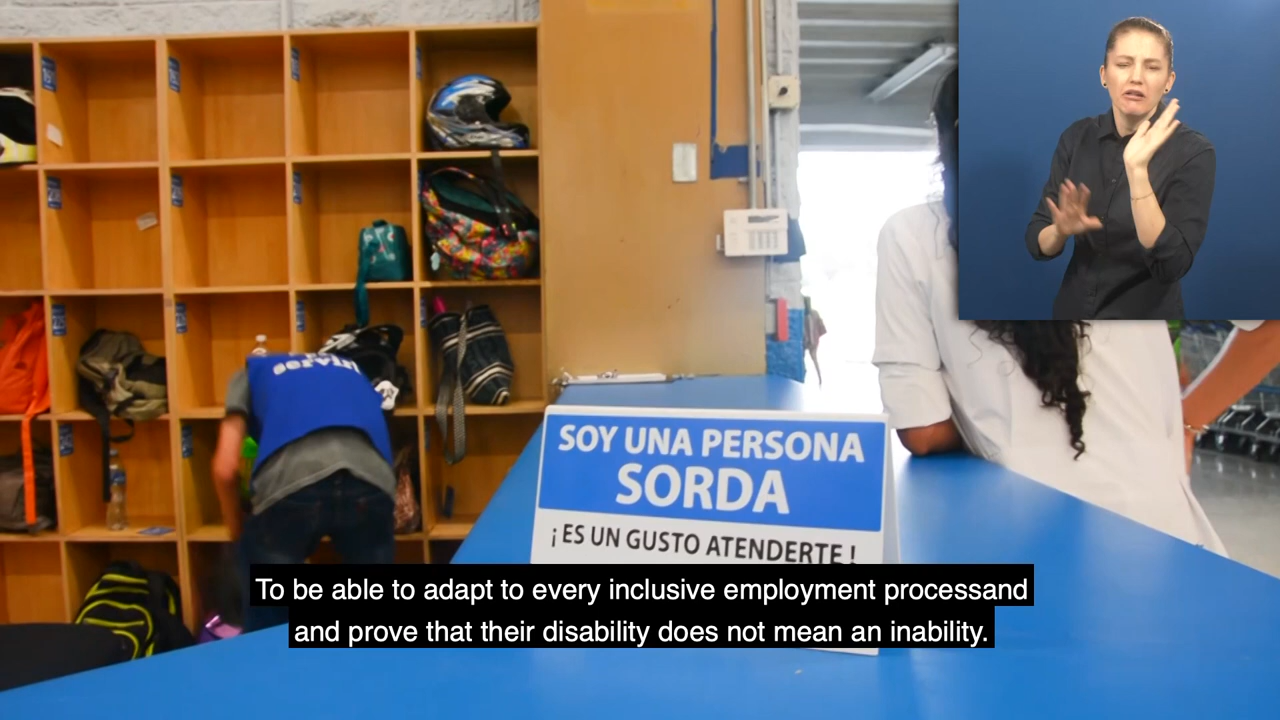 servir
SOY UNA PERSONA
SORDA
¡ES UN GUSTO ATENDERTE!
To be able to adapt to every inclusive employment processand
and prove that their disability does not mean an inability.